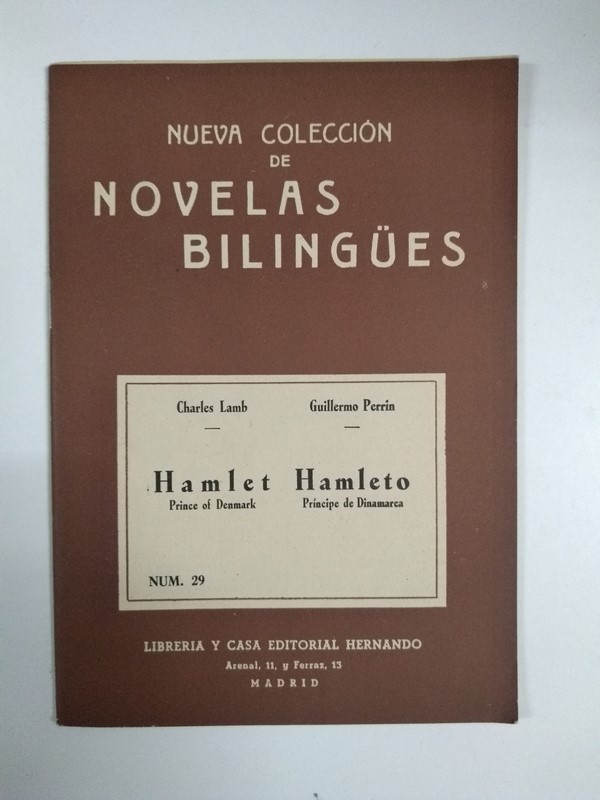 NUEVA COLECCIÓN
DE
NOVELAS
BILINGÜES
Charles Lamb
Guillermo Perrín
Hamlet
Prince of Denmark
Hamleto
Príncipe de Dinamarca
NUM. 29
LIBRERIA Y CASA EDITORIAL HERNANDO
Arenal, 11, y Ferraz, 13
MADRID